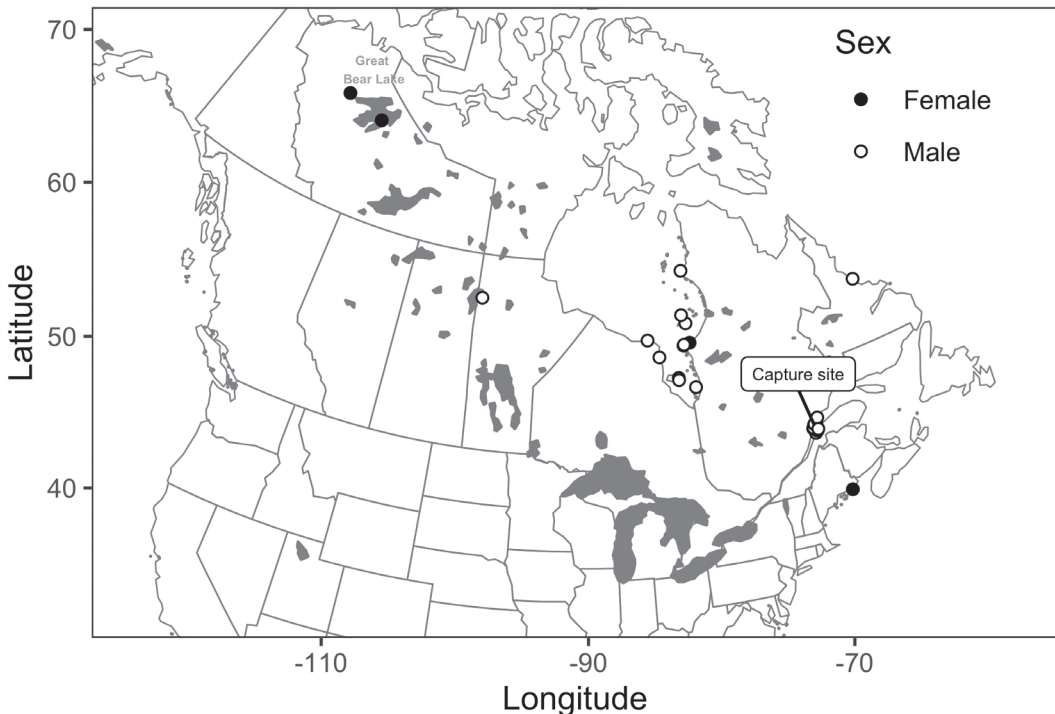 70
60
50
40
Latitude
Great
Bear Lake
Sex
Female
Male
Capture site
-110
-90
-70
Longitude